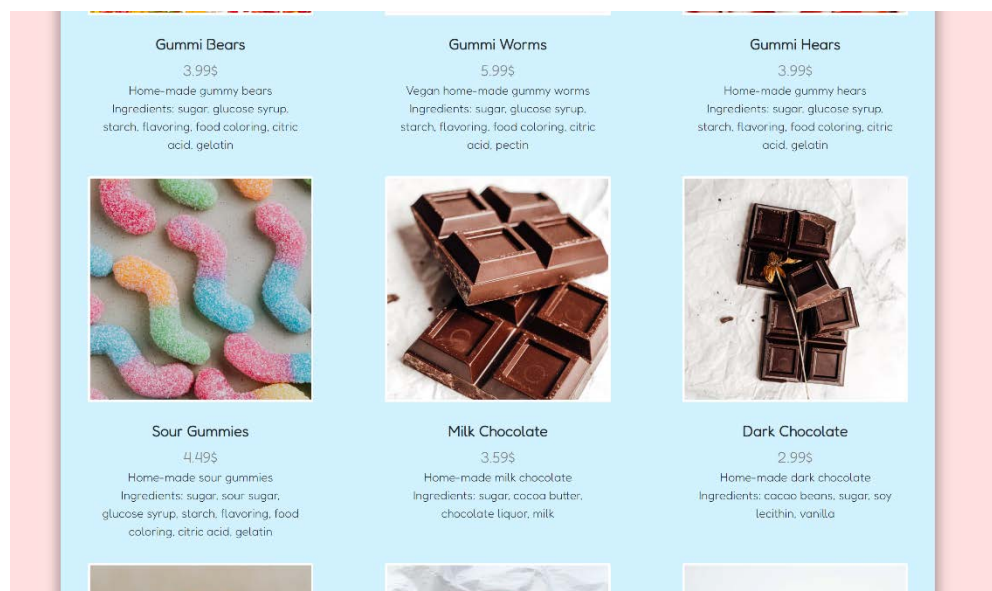 Gummi Bears
3.99$
Home-made gummy bears
Ingredients: sugar, glucose syrup,
starch, flavoring, food coloring, citric
acid, gelatin
Gummi Worms
5.99$
Vegan home-made gummy worms
Ingredients: sugar, glucose syrup,
starch, flavoring, food coloring, citric
acid, pectin
Gummi Hears
3.99$
Home-made gummy hears
Ingredients: sugar, glucose syrup,
starch, flavoring, food coloring, citric
acid, gelatin
Sour Gummies
4.49$
Home-made sour gummies
Ingredients: sugar, sour sugar,
glucose syrup, starch, flavoring, food
coloring, citric acid, gelatin
Milk Chocolate
3.59$
Home-made milk chocolate
Ingredients: sugar, cocoa butter,
chocolate liquor, milk
Dark Chocolate
2.99$
Home-made dark chocolate
Ingredients: cacao beans, sugar, soy
lecithin, vanilla